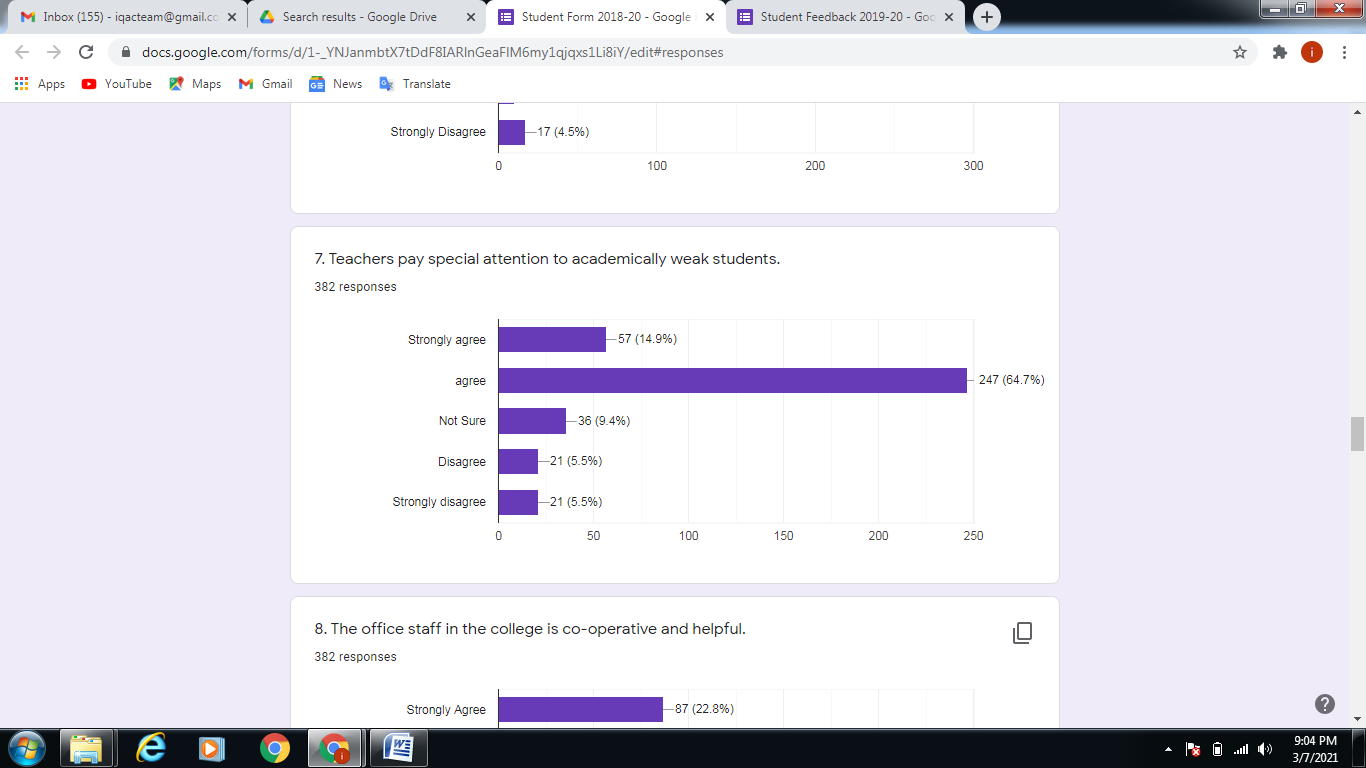 Inbox (155) - iqacteam@gmail.co
Search results - Google Drive
Student Form 2018-20 - Google
Student Feedback 2019-20 - Goo
docs.google.com/forms/d/1-_YNJanmbtX7tDdF8IARlnGeaFIM6my1qjqxs1Li8iY/edit#responses
i
Apps
YouTube
Maps
Gmail
News
Translate
Strongly Disagree
17 (4.5%)
0 100 200 300
7. Teachers pay special attention to academically weak students.
382 responses
Strongly agree 57 (14.9%)
agree 247 (64.7%)
Not Sure 36 (9.4%)
Disagree 21 (5.5%)
Strongly disagree 21 (5.5%)
0 50 100 150 200 250
8. The office staff in the college is co-operative and helpful.
382 responses
Strongly Agree 87 (22.8%)
9:04 PM
3/7/2021